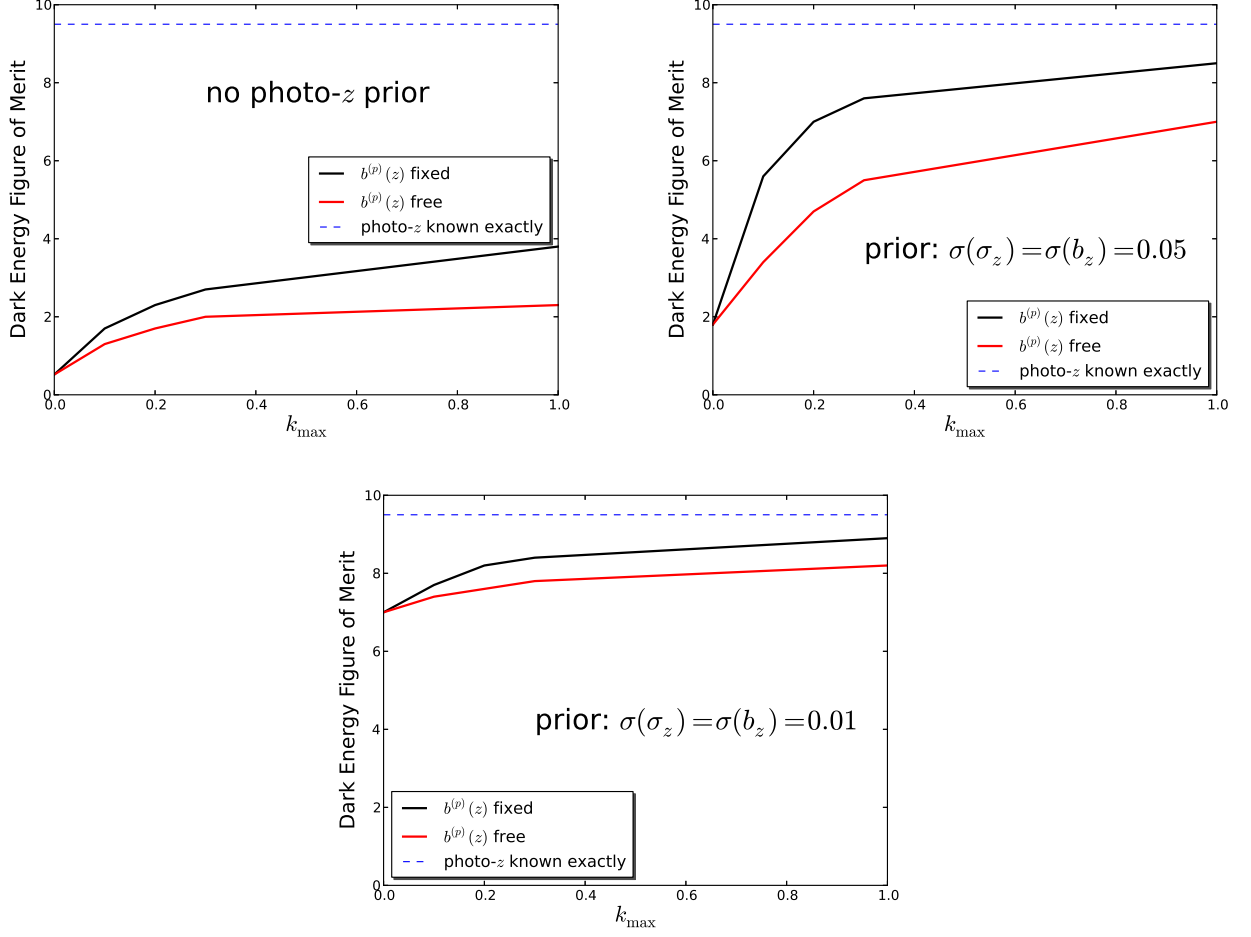 10
8
6
4
2
0
Dark Energy Figure of Merit
no photo-z prior
b^(p)(z) fixed
b^(p)(z) free
photo-z known exactly
0.0 0.2 0.4 0.6 0.8 1.0
k_max
10
8
6
4
2
0
Dark Energy Figure of Merit
prior: σ(σ_z)=σ(b_z)=0.05
b^(p)(z) fixed
b^(p)(z) free
photo-z known exactly
0.0 0.2 0.4 0.6 0.8 1.0
k_max
10
8
6
4
2
0
Dark Energy Figure of Merit
prior: σ(σ_z)=σ(b_z)=0.01
b^(p)(z) fixed
b^(p)(z) free
photo-z known exactly
0.0 0.2 0.4 0.6 0.8 1.0
k_max